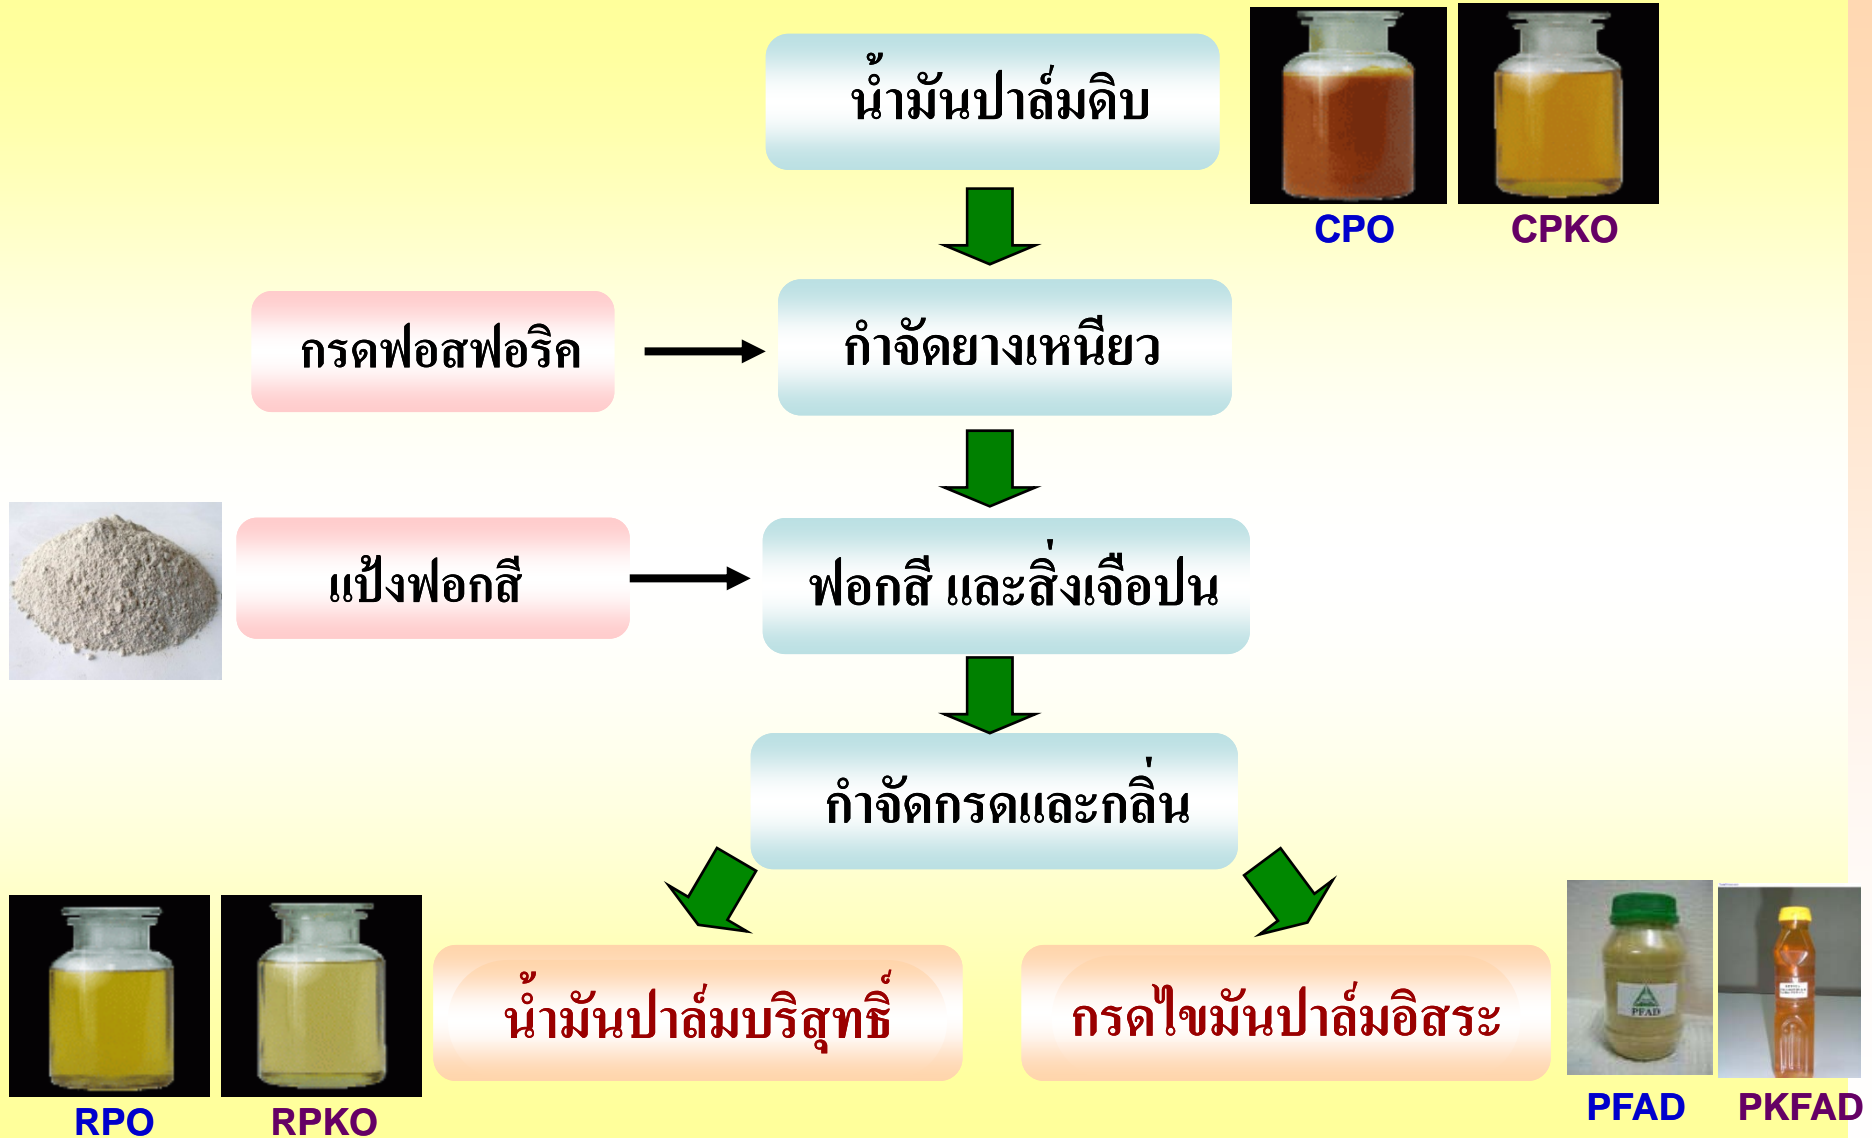 น้ำมันปาล์มดิบ
CPO
CPKO
กรดฟอสฟอริค
กำจัดยางเหนียว
แป้งฟอกสี
ฟอกสี และสิ่งเจือปน
กำจัดกรดและกลิ่น
น้ำมันปาล์มบริสุทธิ์
กรดไขมันปาล์มอิสระ
PFAD
RPO
RPKO
PFAD
PKFAD